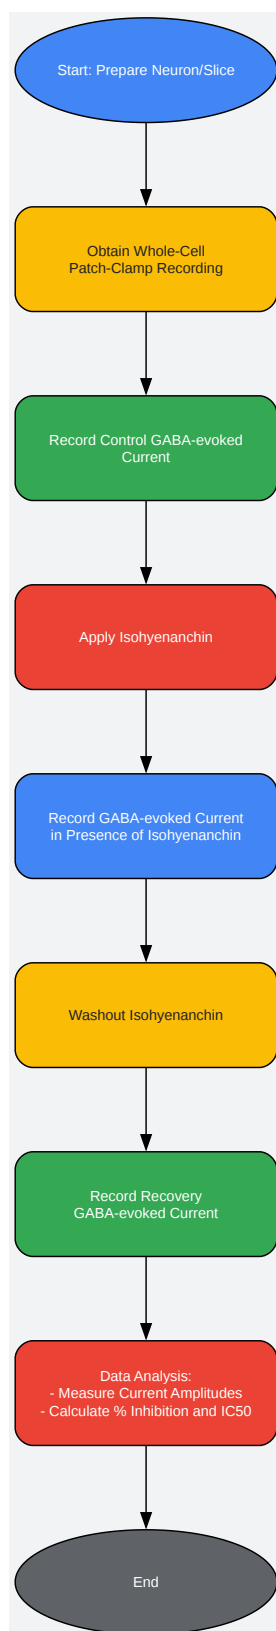 Start: Prepare Neuron/Slice
Obtain Whole-Cell
Patch-Clamp Recording
Record Control GABA-evoked
Current
Apply Isohyenanchin
Record GABA-evoked Current
in Presence of Isohyenanchin
Washout Isohyenanchin
Record Recovery
GABA-evoked Current
Data Analysis:
- Measure Current Amplitudes
- Calculate % Inhibition and IC50
End